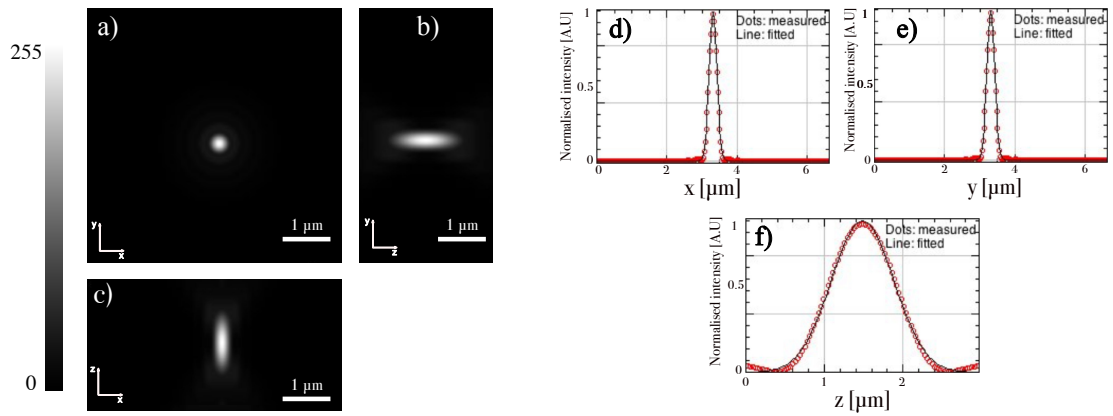 255
0
a)
y
x
1 µm
b)
y
z
1 µm
c)
z
x
1 µm
d)
Dots: measured
Line: fitted
Normalised intensity [A.U]
1
0.5
0
0 2 4 6
x [µm]
e)
Dots: measured
Line: fitted
Normalised intensity [A.U]
1
0.5
0
0 2 4 6
y [µm]
f)
Dots: measured
Line: fitted
Normalised intensity [A.U]
1
0.5
0
0 1 2
z [µm]